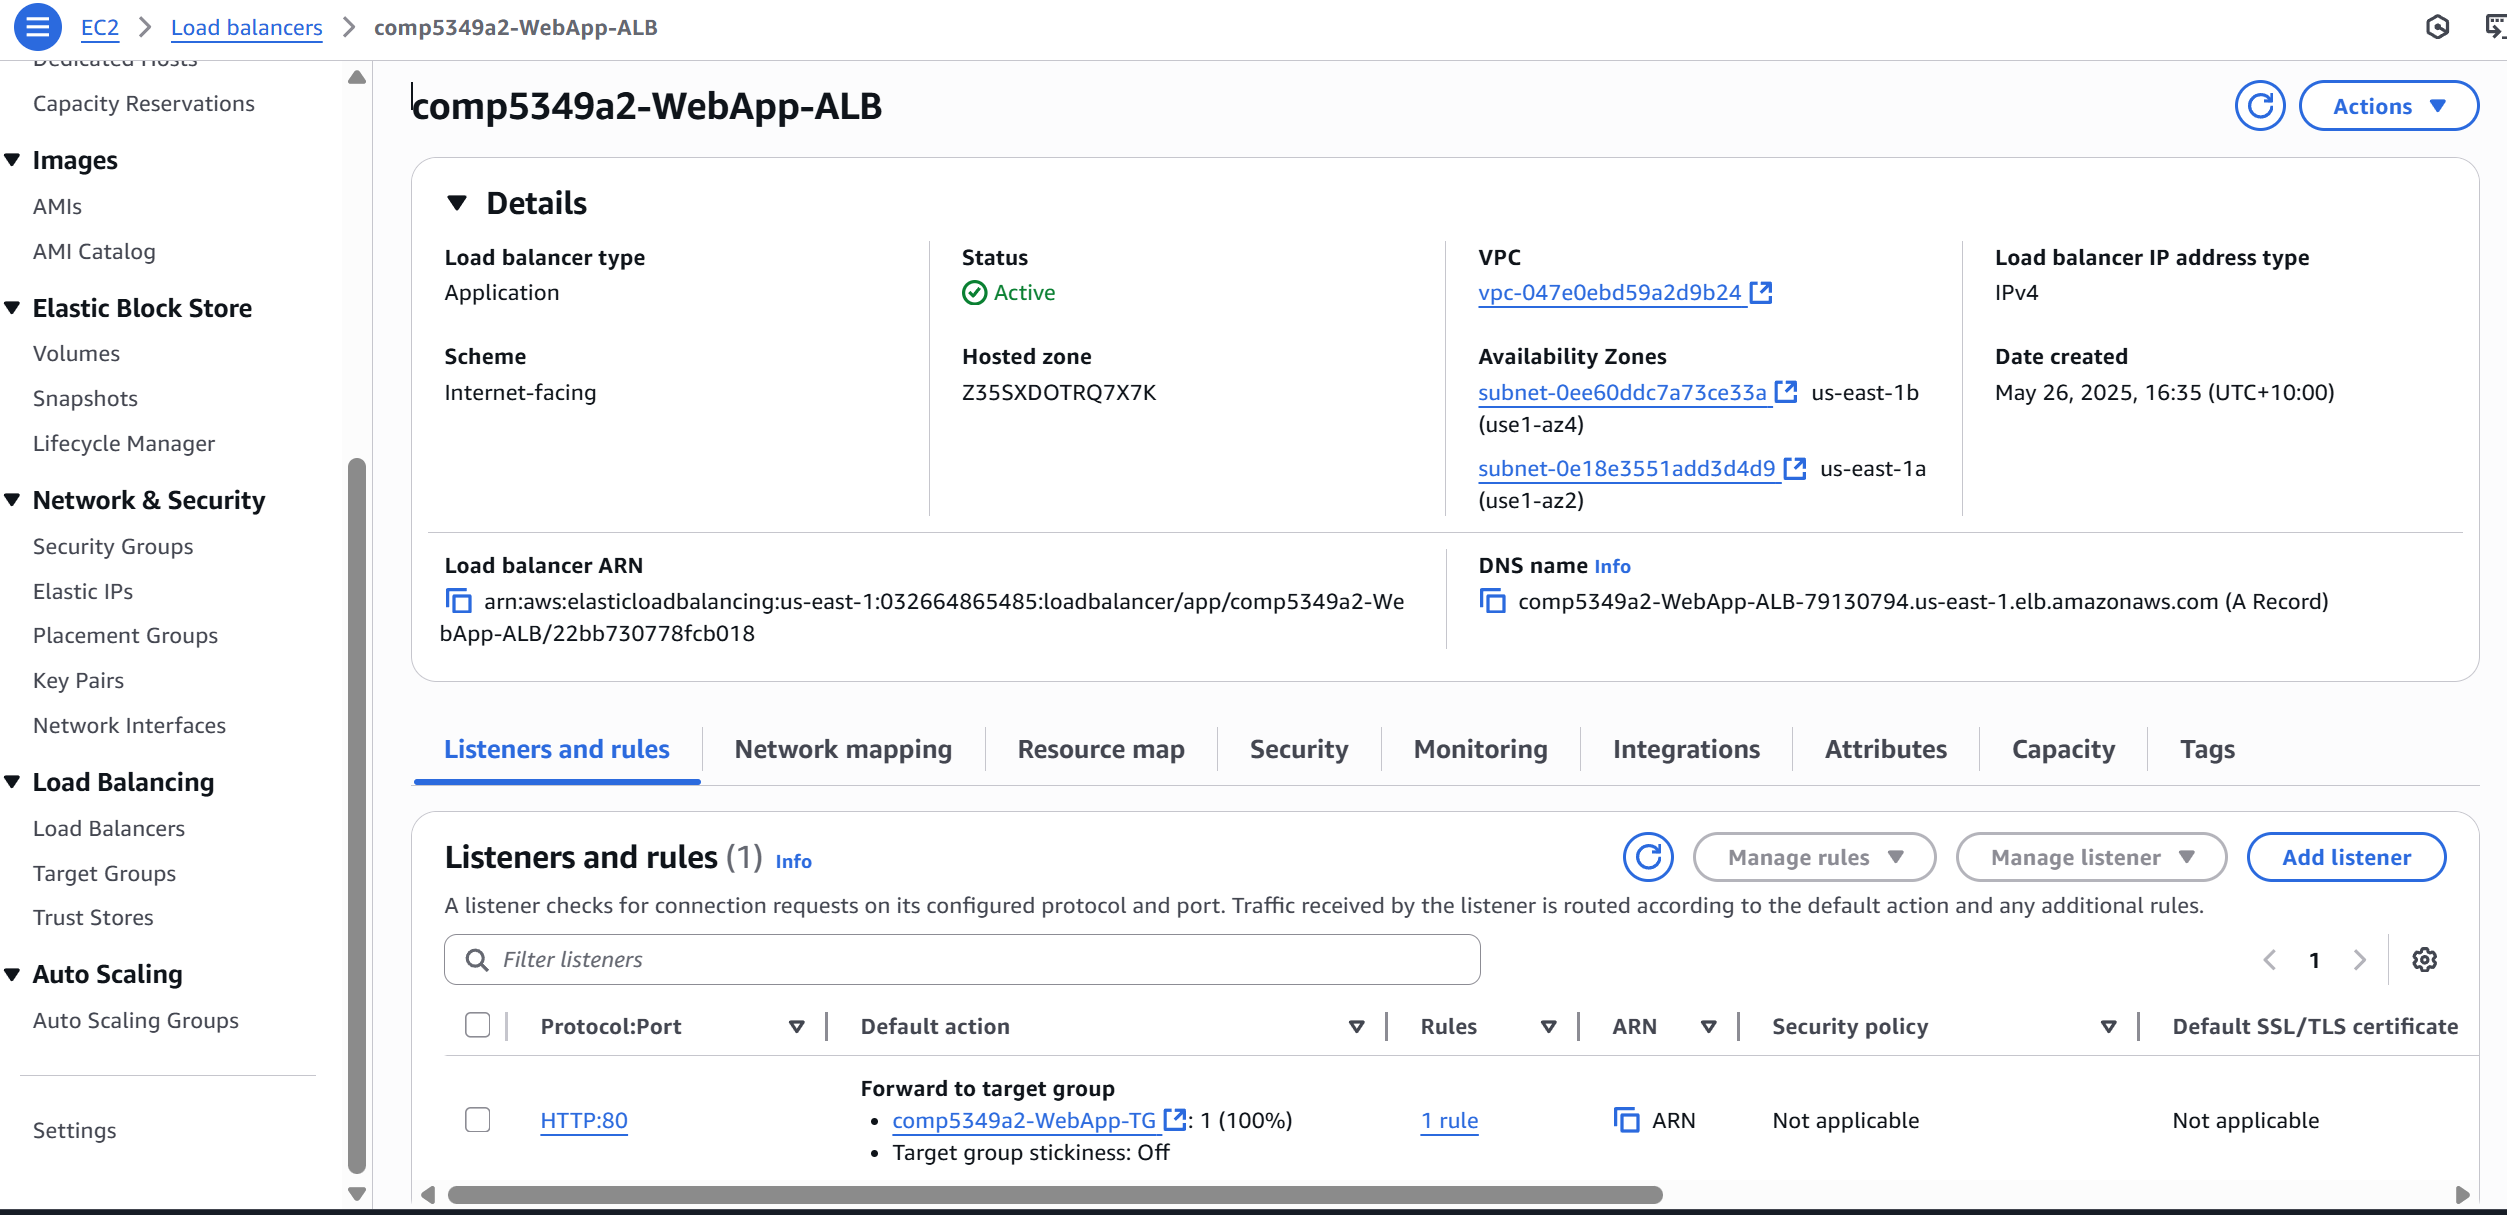 EC2 > Load balancers > comp5349a2-WebApp-ALB
Dedicated Hosts
Capacity Reservations
Images
AMIs
AMI Catalog
Elastic Block Store
Volumes
Snapshots
Lifecycle Manager
Network & Security
Security Groups
Elastic IPs
Placement Groups
Key Pairs
Network Interfaces
Load Balancing
Load Balancers
Target Groups
Trust Stores
Auto Scaling
Auto Scaling Groups
Settings
comp5349a2-WebApp-ALB
Actions
Details
Load balancer type
Application
Status
Active
VPC
vpc-047e0ebd59a2d9b24
Load balancer IP address type
IPv4
Scheme
Internet-facing
Hosted zone
Z35SXDOTRQ7X7K
Availability Zones
subnet-0ee60ddc7a73ce33a us-east-1b
(use1-az4)
subnet-0e18e3551add3d4d9 us-east-1a
(use1-az2)
Date created
May 26, 2025, 16:35 (UTC+10:00)
Load balancer ARN
arn:aws:elasticloadbalancing:us-east-1:032664865485:loadbalancer/app/comp5349a2-We
bApp-ALB/22bb730778fcb018
DNS name Info
comp5349a2-WebApp-ALB-79130794.us-east-1.elb.amazonaws.com (A Record)
Listeners and rules Network mapping Resource map Security Monitoring Integrations Attributes Capacity Tags
Listeners and rules (1) Info
Manage rules Manage listener Add listener
A listener checks for connection requests on its configured protocol and port. Traffic received by the listener is routed according to the default action and any additional rules.
Filter listeners
1
Protocol:Port Default action Rules ARN Security policy Default SSL/TLS certificate
Forward to target group
HTTP:80 • comp5349a2-WebApp-TG : 1 (100%) 1 rule ARN Not applicable Not applicable
• Target group stickiness: Off